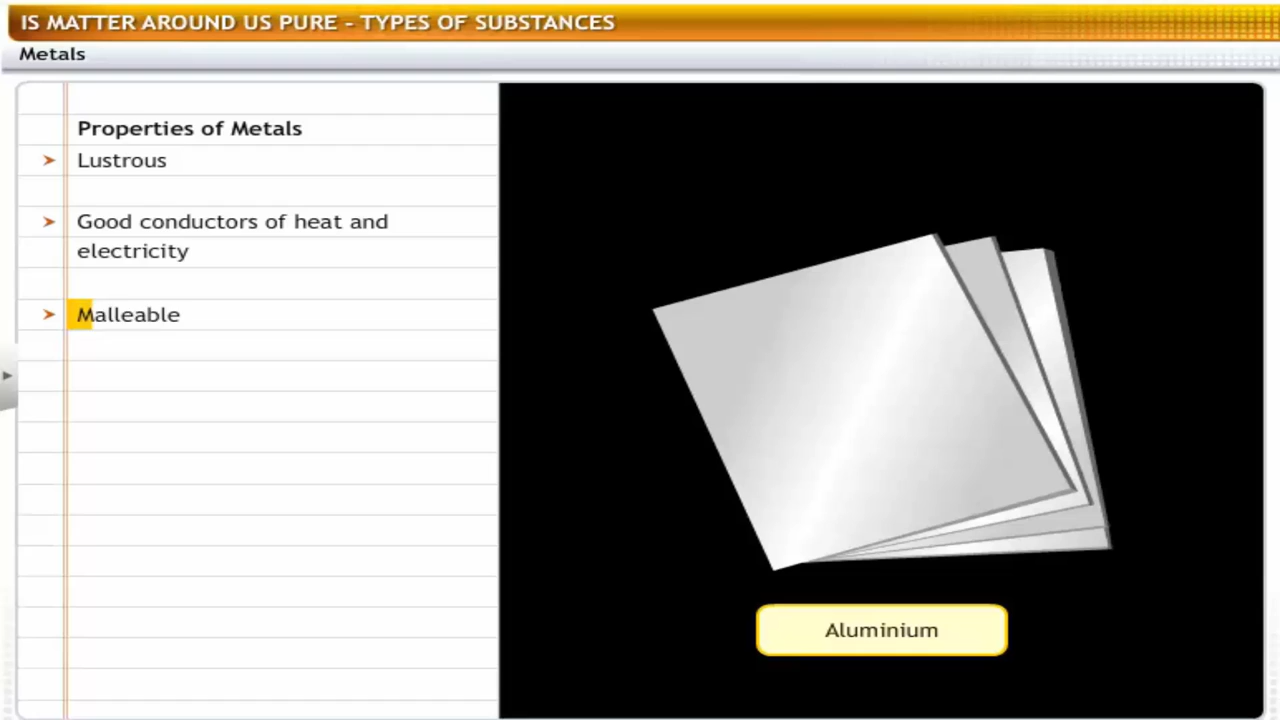 IS MATTER AROUND US PURE - TYPES OF SUBSTANCES
Metals
Properties of Metals
Lustrous
Good conductors of heat and
electricity
Malleable
Aluminium